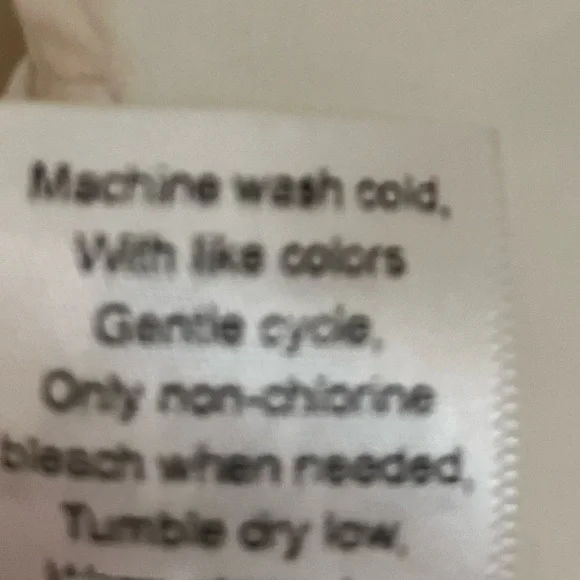 Machine wash cold,
With like colors
Gentle cycle,
Only non-chlorine
bleach when needed,
Tumble dry low,